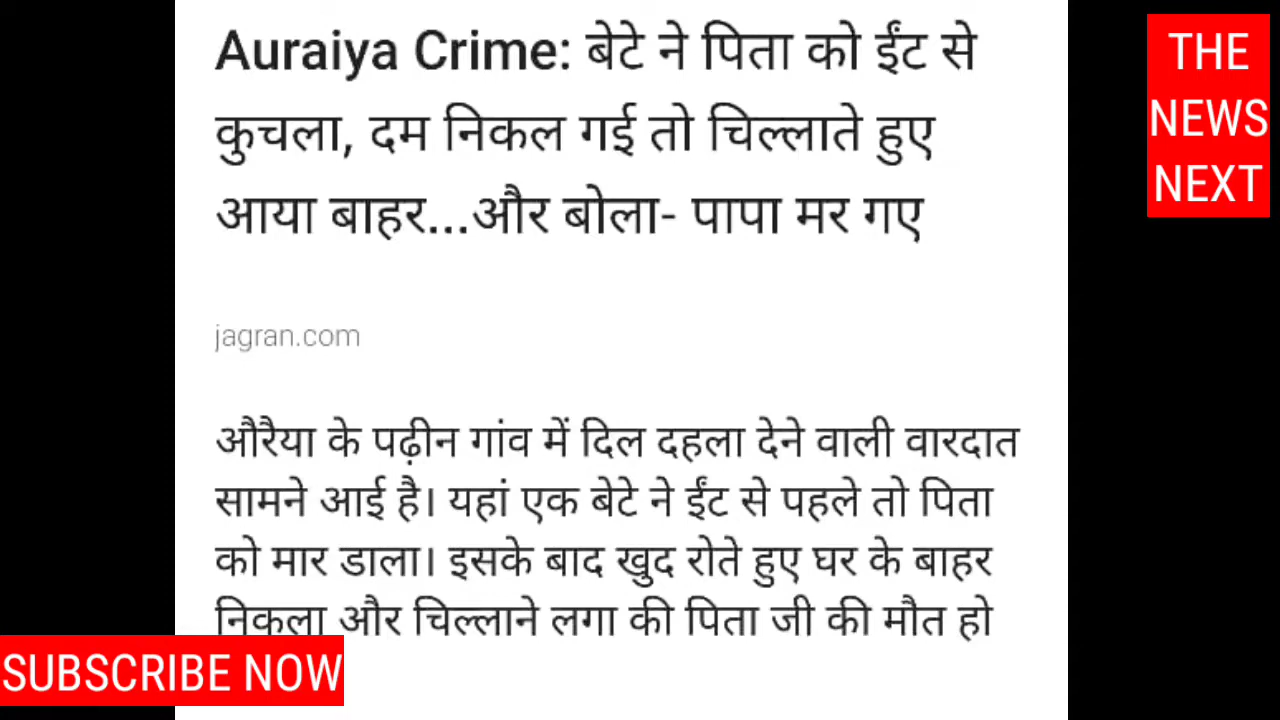 Auraiya Crime: बेटे ने पिता को ईंट से
कुचला, दम निकल गई तो चिल्लाते हुए
आया बाहर...और बोला- पापा मर गए
jagran.com
औरैया के पढ़ीन गांव में दिल दहला देने वाली वारदात
सामने आई है। यहां एक बेटे ने ईंट से पहले तो पिता
को मार डाला। इसके बाद खुद रोते हुए घर के बाहर
निकला और चिल्लाने लगा की पिता जी की मौत हो
THE
NEWS
NEXT
SUBSCRIBE NOW